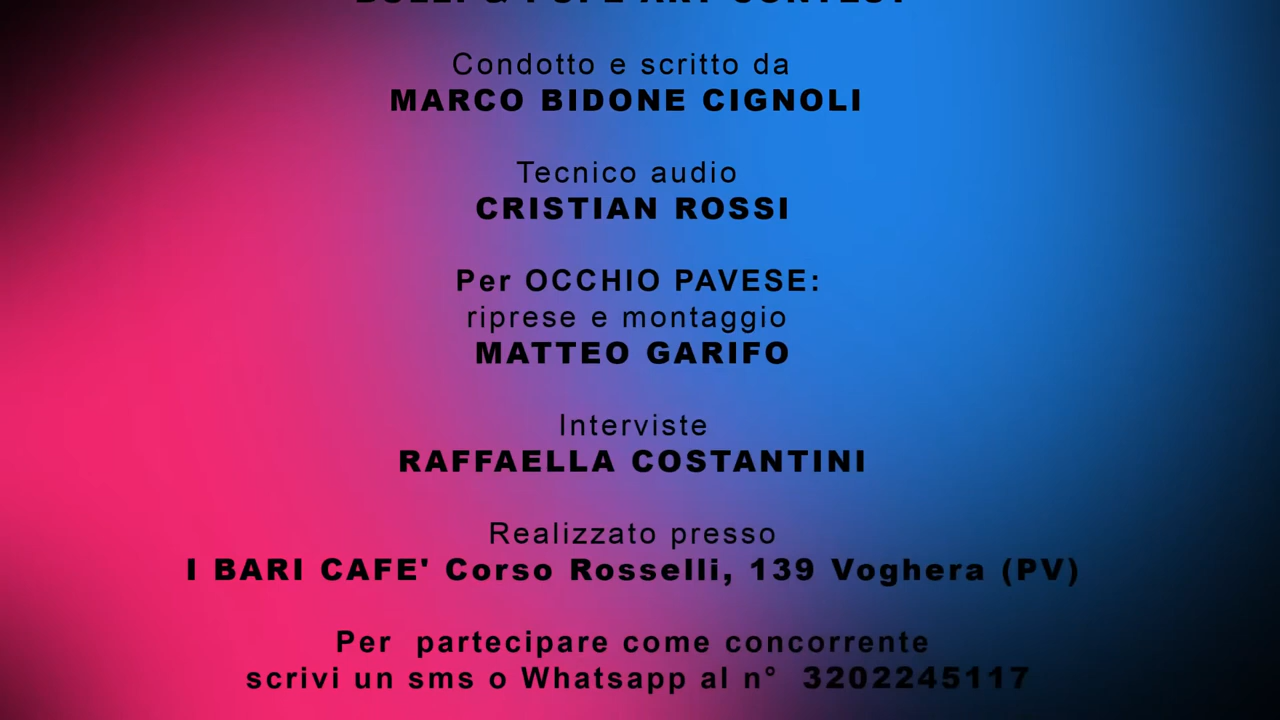 & ART CONTEST
Condotto e scritto da
MARCO BIDONE CIGNOLI
Tecnico audio
CRISTIAN ROSSI
Per OCCHIO PAVESE:
riprese e montaggio
MATTEO GARIFO
Interviste
RAFFAELLA COSTANTINI
Realizzato presso
I BARI CAFE' Corso Rosselli, 139 Voghera (PV)
Per partecipare come concorrente
scrivi un sms o Whatsapp al n° 3202245117